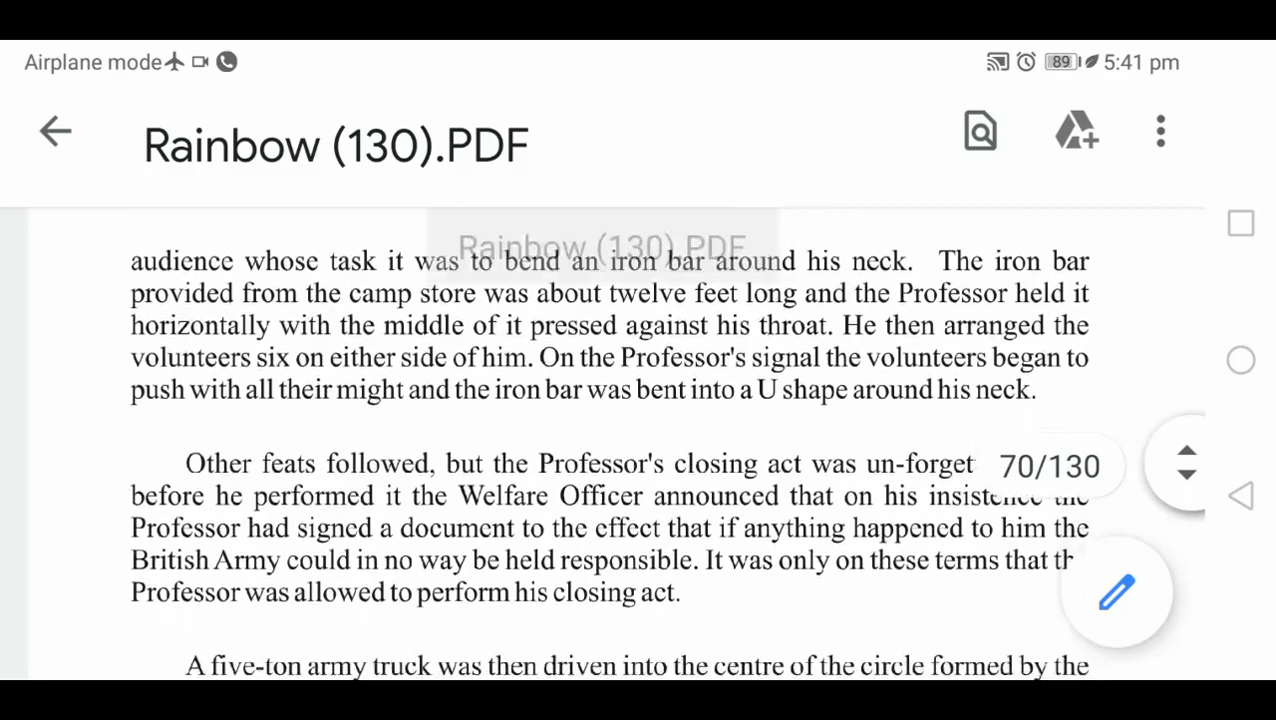 Airplane mode 89 5:41 pm
Rainbow (130).PDF
Rainbow (130).PDF
audience whose task it was to bend an iron bar around his neck. The iron bar
provided from the camp store was about twelve feet long and the Professor held it
horizontally with the middle of it pressed against his throat. He then arranged the
volunteers six on either side of him. On the Professor's signal the volunteers began to
push with all their might and the iron bar was bent into a U shape around his neck.
Other feats followed, but the Professor's closing act was un-forget
70/130
before he performed it the Welfare Officer announced that on his insistence the
Professor had signed a document to the effect that if anything happened to him the
British Army could in no way be held responsible. It was only on these terms that th
Professor was allowed to perform his closing act.
A five-ton army truck was then driven into the centre of the circle formed by the